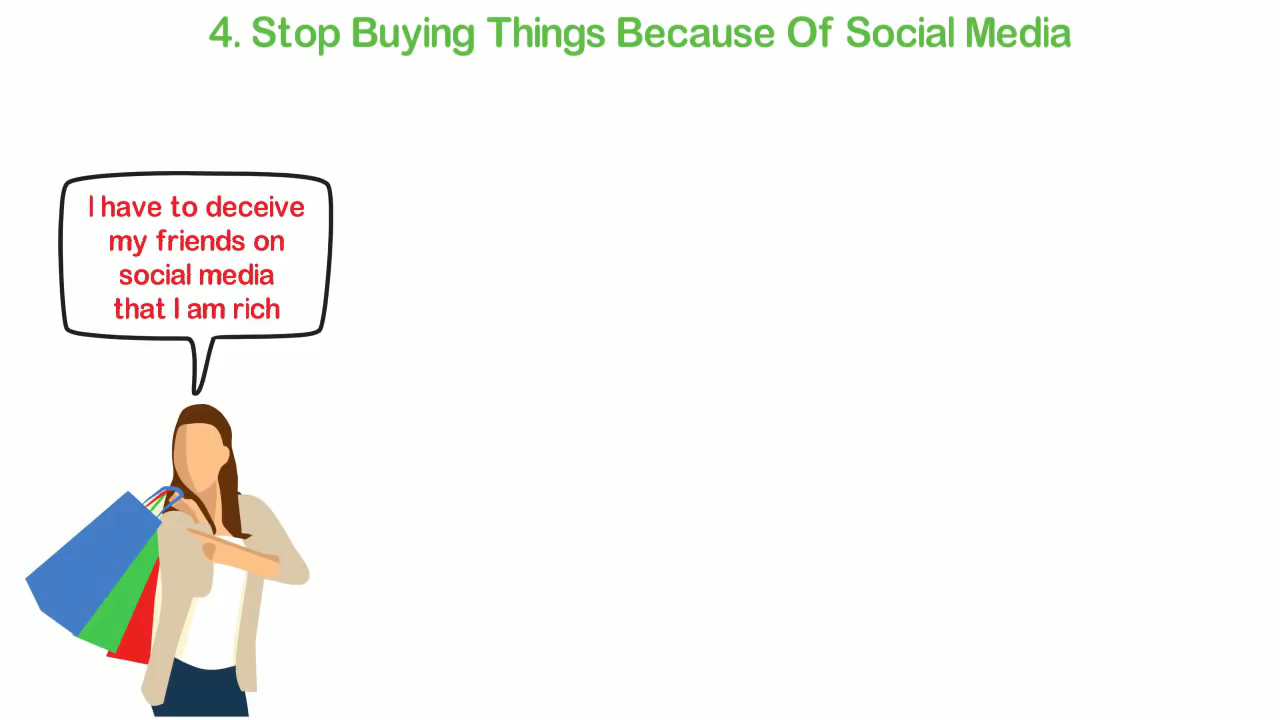 4. Stop Buying Things Because Of Social Media
I have to deceive
my friends on
social media
that I am rich